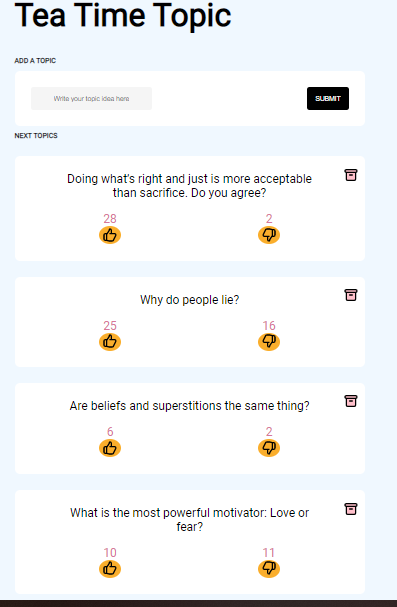 Tea Time Topic
ADD A TOPIC
Write your topic idea here
SUBMIT
NEXT TOPICS
Doing what's right and just is more acceptable
than sacrifice. Do you agree?
28
2
Why do people lie?
25
16
Are beliefs and superstitions the same thing?
6
2
What is the most powerful motivator: Love or
fear?
10
11